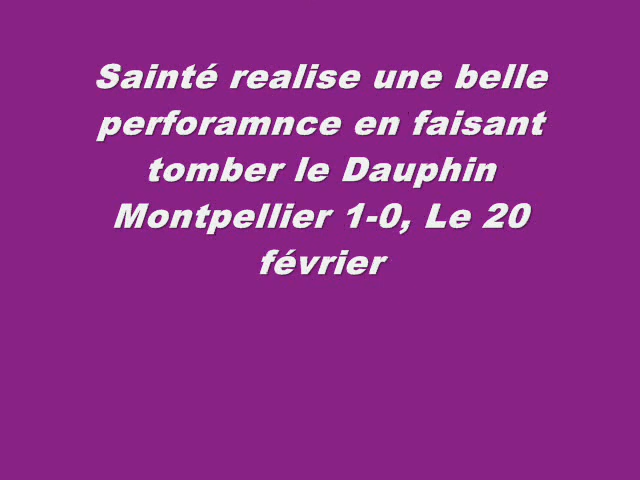 Sainté realise une belle
perforamnce en faisant
tomber le Dauphin
Montpellier 1-0, Le 20
février